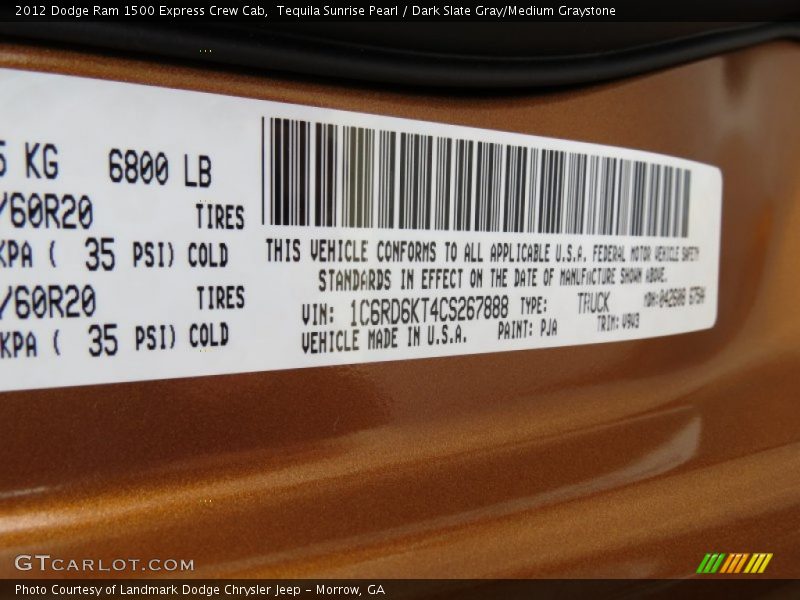 2012 Dodge Ram 1500 Express Crew Cab, Tequila Sunrise Pearl / Dark Slate Gray/Medium Graystone
5 KG 6800 LB
/60R20 TIRES
KPA ( 35 PSI) COLD
/60R20 TIRES
KPA ( 35 PSI) COLD
THIS VEHICLE CONFORMS TO ALL APPLICABLE U.S.A. FEDERAL MOTOR VEHICLE SAFETY
STANDARDS IN EFFECT ON THE DATE OF MANUFACTURE SHOWN ABOVE.
VIN: 1C6RD6KT4CS267888 TYPE: TRUCK MDH:
VEHICLE MADE IN U.S.A. PAINT: PJA TRIM: V9X3
GTCARLOT.COM
Photo Courtesy of Landmark Dodge Chrysler Jeep - Morrow, GA